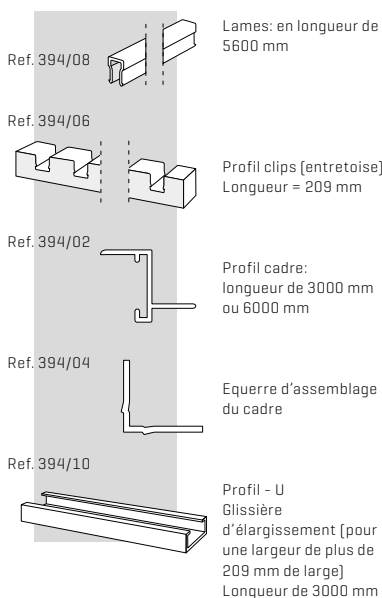 Ref. 394/08
Lames: en longueur de
5600 mm
Ref. 394/06
Profil clips (entretoise)
Longueur = 209 mm
Ref. 394/02
Profil cadre:
longueur de 3000 mm
ou 6000 mm
Ref. 394/04
Equerre d'assemblage
du cadre
Ref. 394/10
Profil - U
Glissière
d'élargissement (pour
une largeur de plus de
209 mm de large)
Longueur de 3000 mm